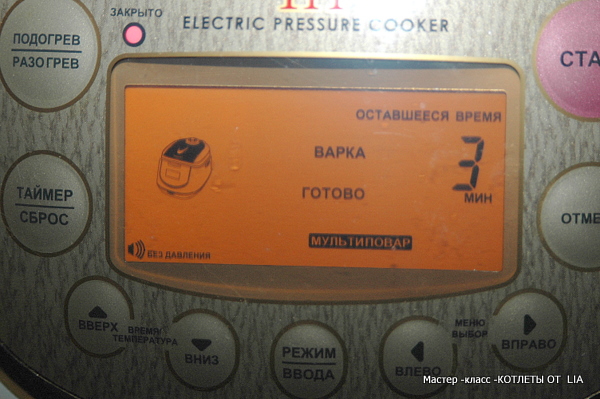 ЗАКРЫТО
ELECTRIC PRESSURE COOKER
ПОДОГРЕВ
РАЗОГРЕВ
СТА
ОСТАВШЕЕСЯ ВРЕМЯ
ВАРКА
3
ГОТОВО
МИН
ТАЙМЕР
СБРОС
ОТМЕ
МУЛЬТИПОВАР
БЕЗ ДАВЛЕНИЯ
ВВЕРХ
ВРЕМЯ/
ТЕМПЕРАТУРА
ВНИЗ
РЕЖИМ
ВВОДА
ВЛЕВО
МЕНЮ
ВЫБОР
ВПРАВО
Мастер -класс -КОТЛЕТЫ ОТ LIA